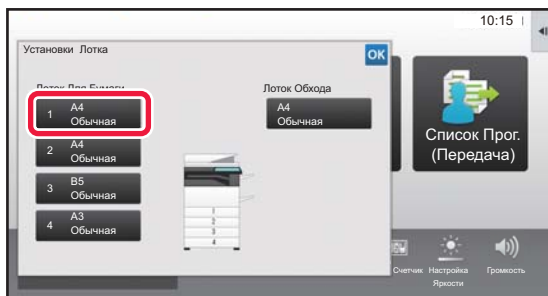 10:15
Установки Лотка
OK
Лоток Для Бумаги
Лоток Обхода
1 A4
Обычная
A4
Обычная
2 A4
Обычная
3 B5
Обычная
4 A3
Обычная
1
2
3
4
Список Прог.
(Передача)
Счетчик
Настройка
Яркости
Громкость